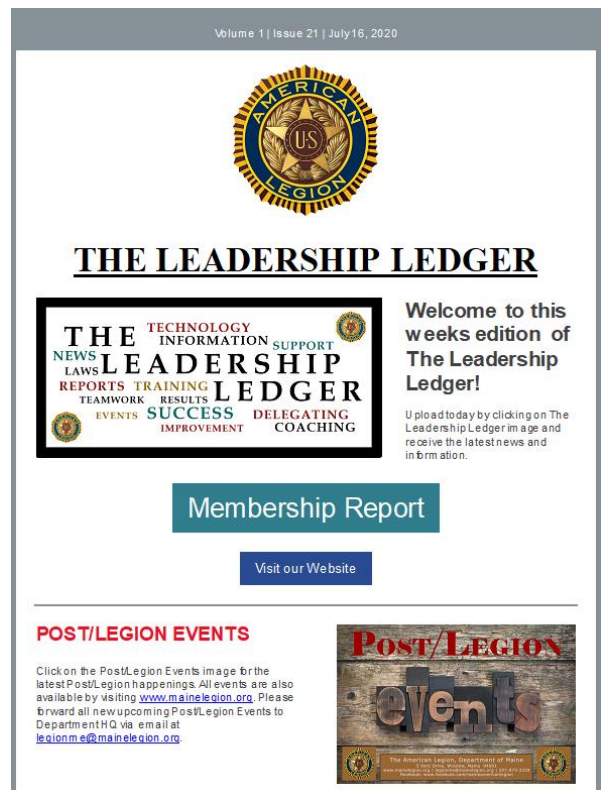 Volume 1 | Issue 21 | July 16, 2020
AMERICAN
U.S
LEGION
THE LEADERSHIP LEDGER
THE TECHNOLOGY
INFORMATION SUPPORT
NEWS
LAWS LEADERSHIP
REPORTS TRAINING LEDGER
TEAMWORK RESULTS
EVENTS SUCCESS DELEGATING
IMPROVEMENT COACHING
Welcome to this
weeks edition of
The Leadership
Ledger!
Upload today by clicking on The
Leadership Ledger image and
receive the latest news and
information.
Membership Report
Visit our Website
POST/LEGION EVENTS
Click on the Post/Legion Events image for the
latest Post/Legion happenings. All events are also
available by visiting www.mainelegion.org. Please
forward all new upcoming Post/Legion Events to
Department HQ via email at
legionme@mainelegion.org.
POST/LEGION
events
The American Legion, Department of Maine